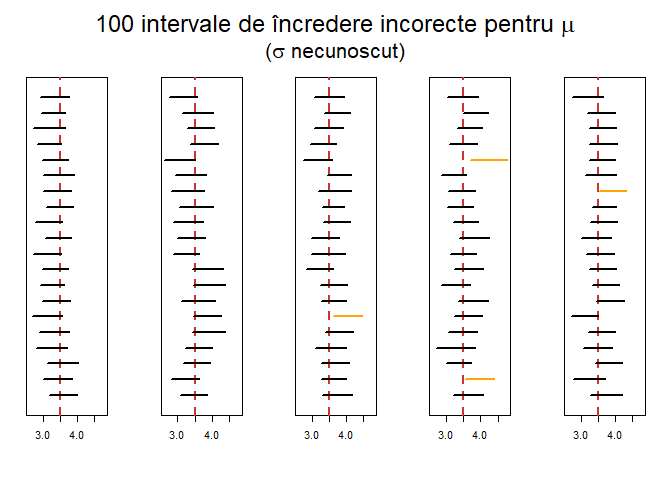 100 intervale de încredere incorecte pentru μ
(σ necunoscut)
3.0 4.0 3.0 4.0 3.0 4.0 3.0 4.0 3.0 4.0